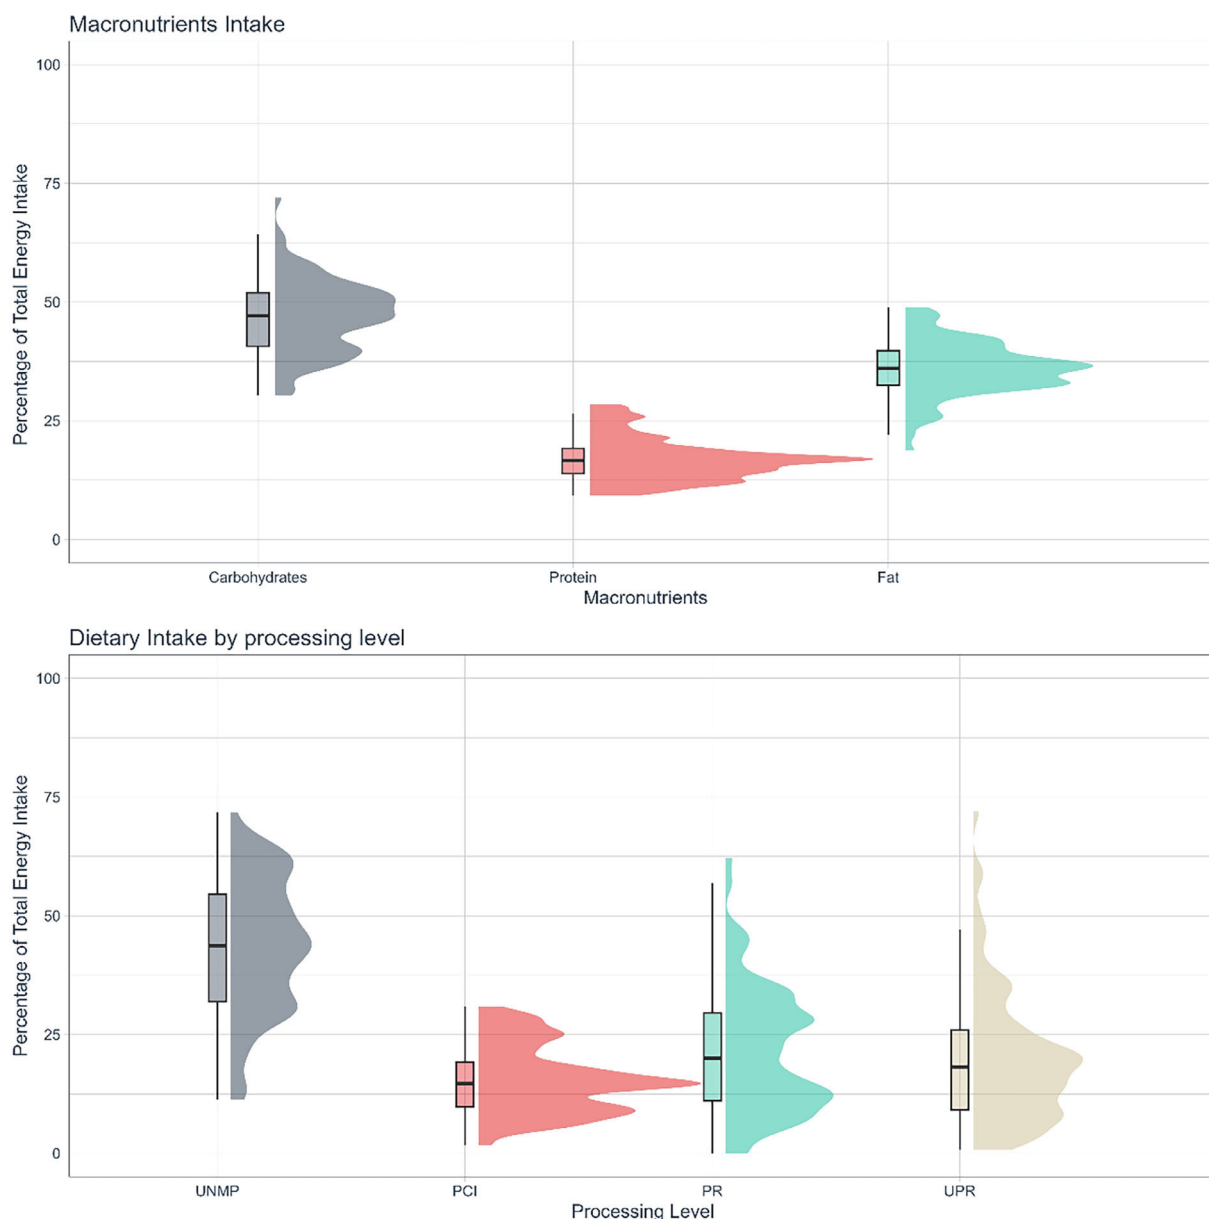 Macronutrients Intake
Percentage of Total Energy Intake
100
75
50
25
0
Carbohydrates Protein Fat
Macronutrients
Dietary Intake by processing level
Percentage of Total Energy Intake
100
75
50
25
0
UNMP PCI PR UPR
Processing Level